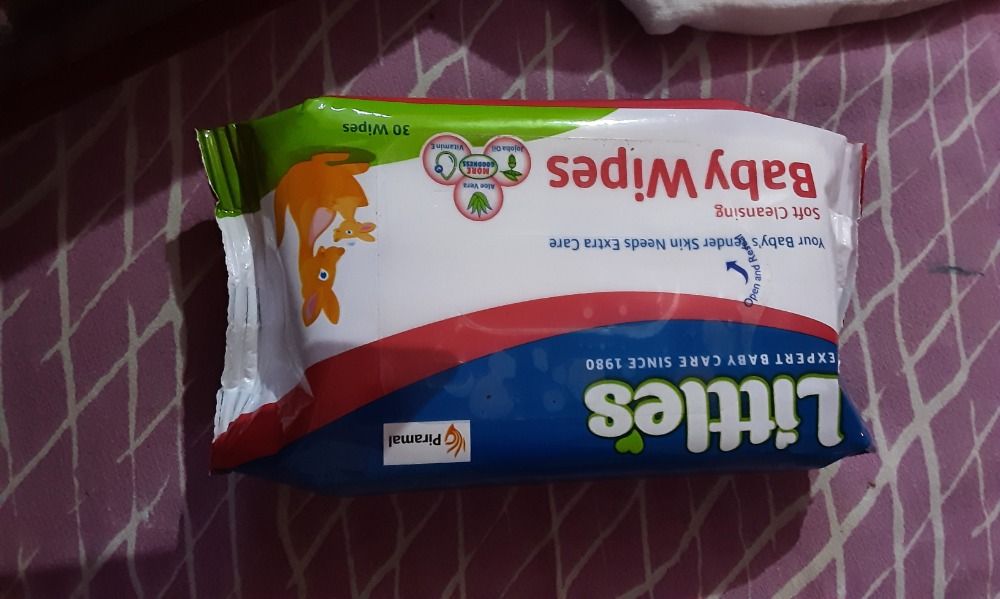 Piramal
Little's
EXPERT BABY CARE SINCE 1980
Open and Reseal
Your Baby's Tender Skin Needs Extra Care
Soft Cleansing
Baby Wipes
Aloe Vera
MORE
GOODNESS
Jojoba Oil
Vitamin E
30 Wipes